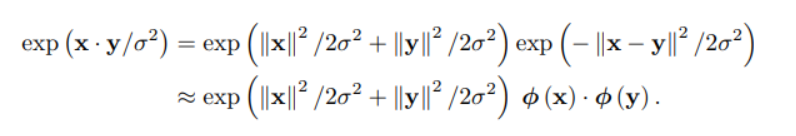 exp (x · y/σ²) = exp (‖x‖² /2σ² + ‖y‖² /2σ²) exp (− ‖x − y‖² /2σ²)
≈ exp (‖x‖² /2σ² + ‖y‖² /2σ²) ϕ (x) · ϕ (y) .